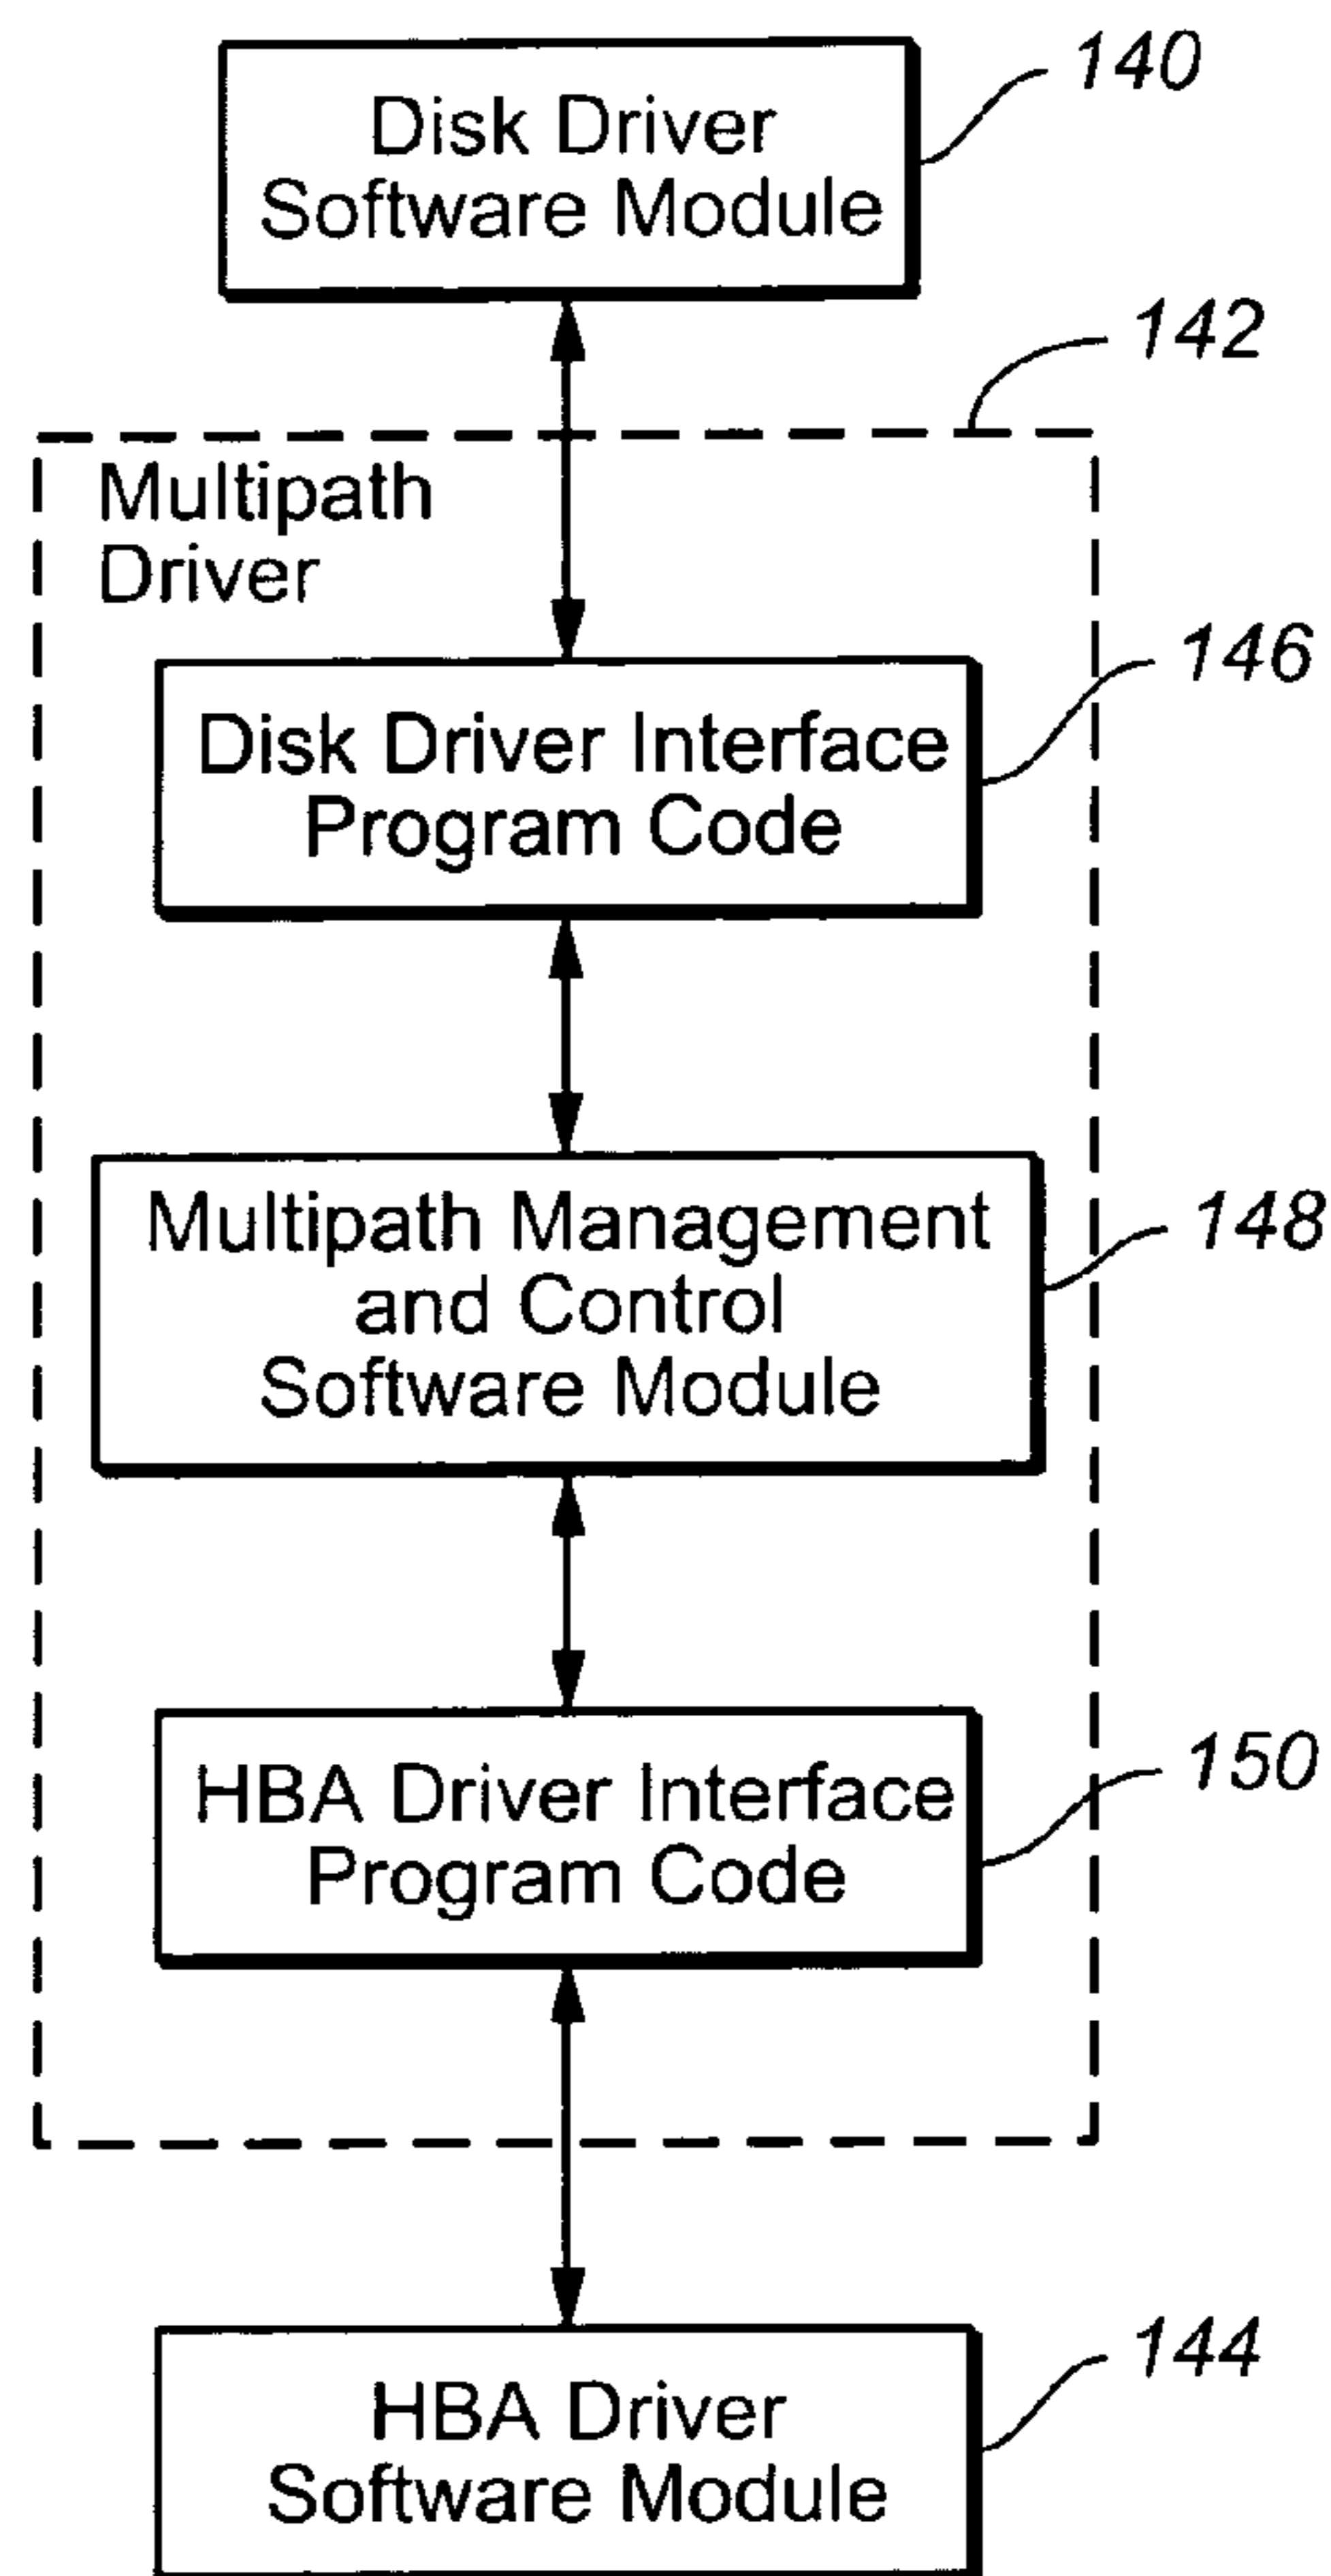 140
Disk Driver
Software Module
142
Multipath
Driver
146
Disk Driver Interface
Program Code
148
Multipath Management
and Control
Software Module
150
HBA Driver Interface
Program Code
144
HBA Driver
Software Module